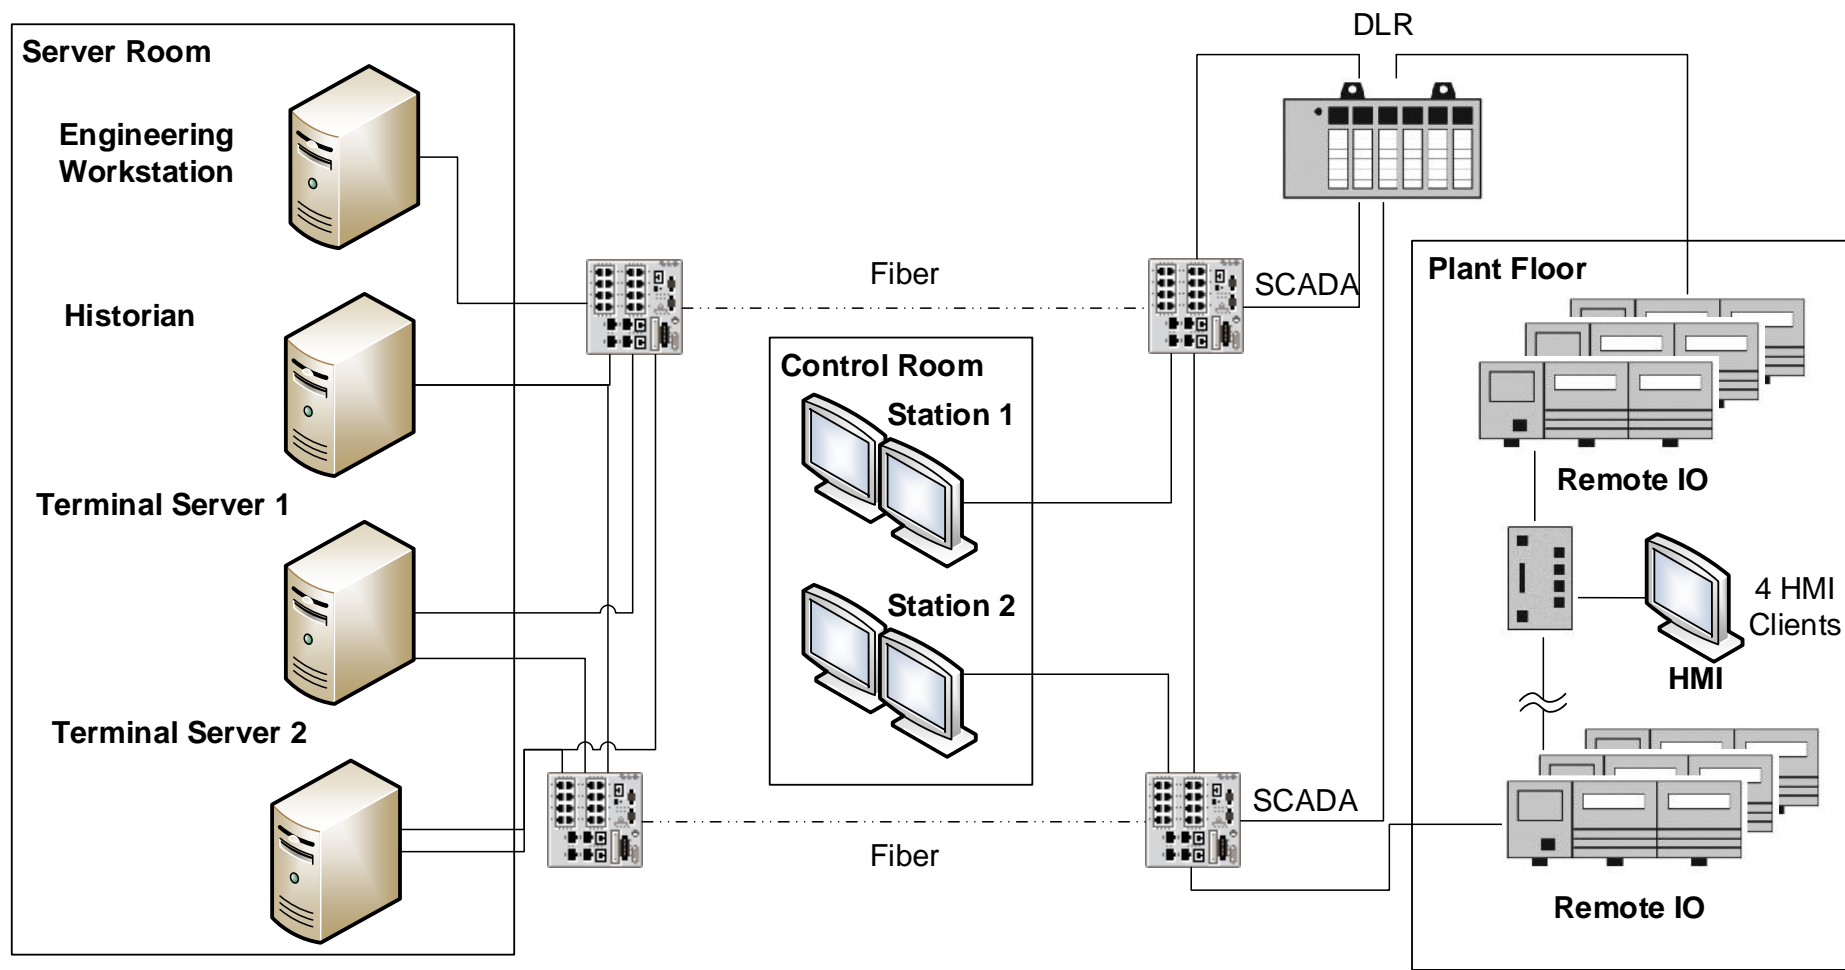 Server Room
Engineering
Workstation
Historian
Terminal Server 1
Terminal Server 2
Fiber
Control Room
Station 1
Station 2
Fiber
DLR
SCADA
SCADA
Plant Floor
Remote IO
4 HMI
Clients
HMI
Remote IO